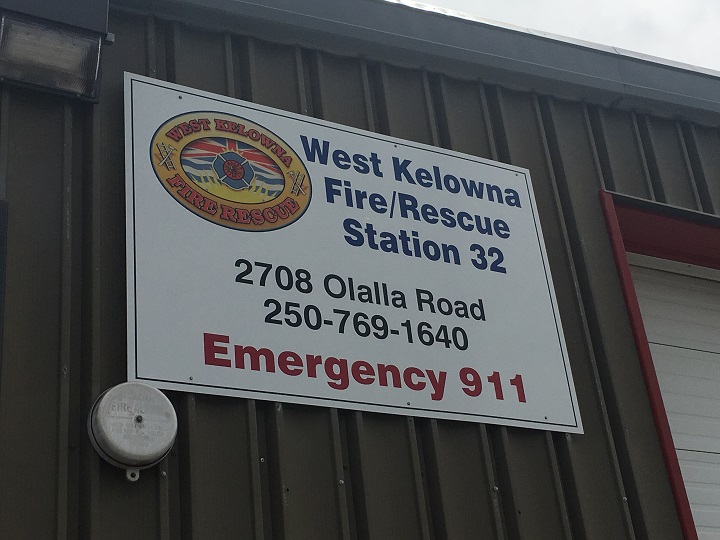 WEST KELOWNA
FIRE RESCUE
West Kelowna
Fire/Rescue
Station 32
2708 Olalla Road
250-769-1640
Emergency 911